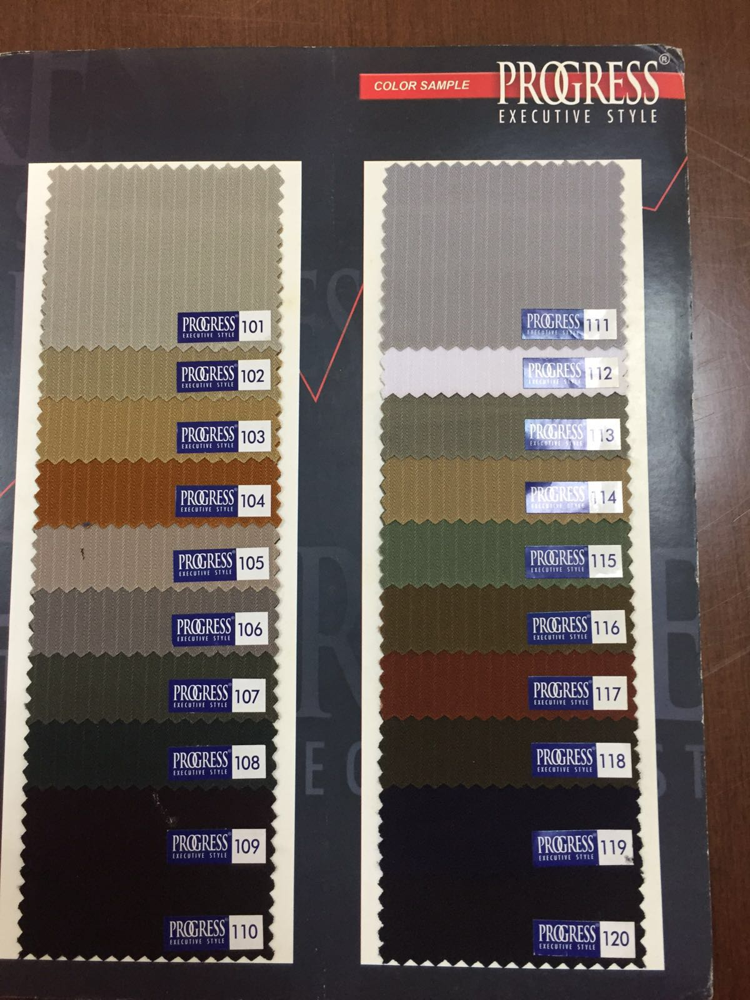 COLOR SAMPLE
PROGRESS®
EXECUTIVE STYLE
PROGRESS® 101
EXECUTIVE STYLE
PROGRESS® 102
EXECUTIVE STYLE
PROGRESS® 103
EXECUTIVE STYLE
PROGRESS® 104
EXECUTIVE STYLE
PROGRESS® 105
EXECUTIVE STYLE
PROGRESS® 106
EXECUTIVE STYLE
PROGRESS® 107
EXECUTIVE STYLE
PROGRESS® 108
EXECUTIVE STYLE
PROGRESS® 109
EXECUTIVE STYLE
PROGRESS® 110
EXECUTIVE STYLE
PROGRESS 111
EXECUTIVE STYLE
PROGRESS 112
EXECUTIVE STYLE
PROGRESS 113
EXECUTIVE STYLE
PROGRESS 114
EXECUTIVE STYLE
PROGRESS® 115
EXECUTIVE STYLE
PROGRESS® 116
EXECUTIVE STYLE
PROGRESS® 117
EXECUTIVE STYLE
PROGRESS® 118
EXECUTIVE STYLE
PROGRESS® 119
EXECUTIVE STYLE
PROGRESS® 120
EXECUTIVE STYLE